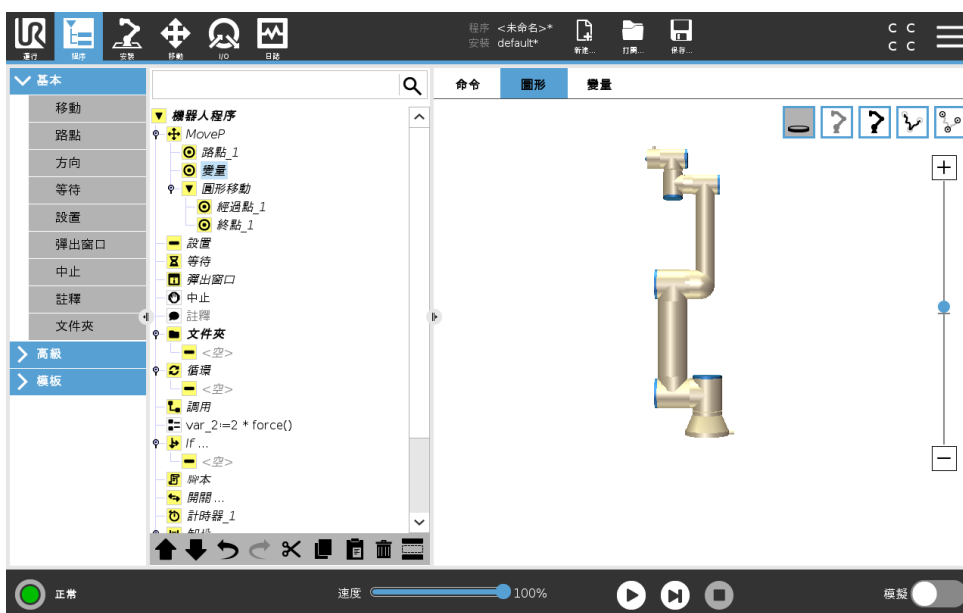 UR
運行
程序
安裝
移動
I/O
日誌
程序 <未命名>*
安裝 default*
新建...
打開...
保存...
C C
C C
基本
移動
路點
方向
等待
設置
彈出窗口
中止
註釋
文件夾
高級
模板
機器人程序
MoveP
路點_1
變量
圓形移動
經過點_1
終點_1
設置
等待
彈出窗口
中止
註釋
文件夾
<空>
循環
<空>
調用
var_2:=2 * force()
If ...
<空>
腳本
開關 ...
計時器_1
命令
圖形
變量
正常
速度
100%
模擬